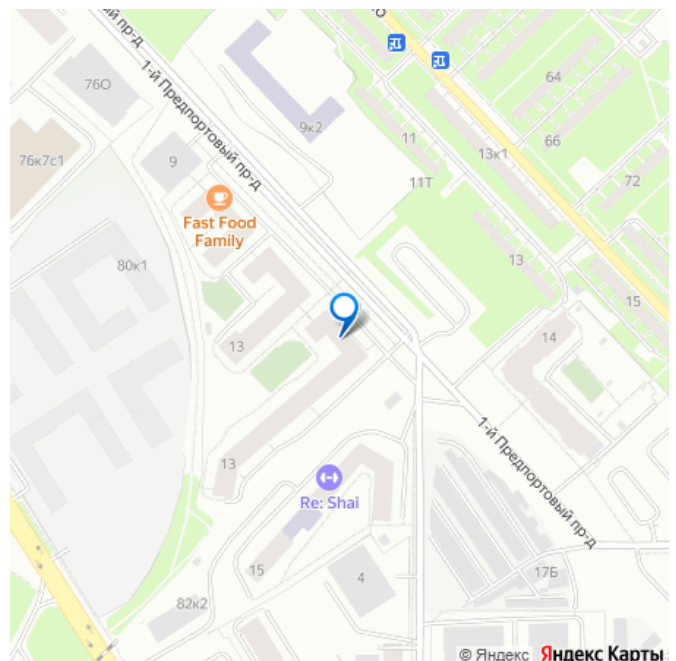 1-й Предпортовый пр-д
76О
64
9к2
11
66
13к1
76к7с1
9
11Т
72
Fast Food
Family
80к1
13
15
13
14
1-й Предпортовый пр-д
13
Re: Shai
15
4
17Б
82к2
© Яндекс Яндекс Карты